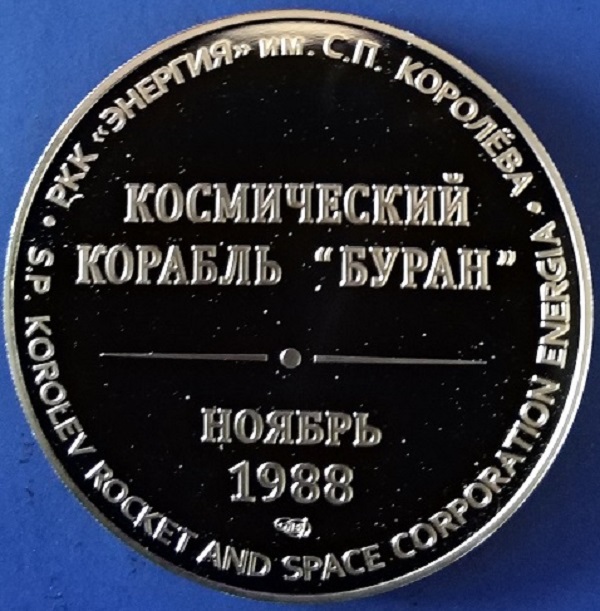 РКК «ЭНЕРГИЯ» им. С.П. КОРОЛЁВА
КОСМИЧЕСКИЙ
КОРАБЛЬ "БУРАН"
НОЯБРЬ
1988
S.P. KOROLEV ROCKET AND SPACE CORPORATION ENERGIA